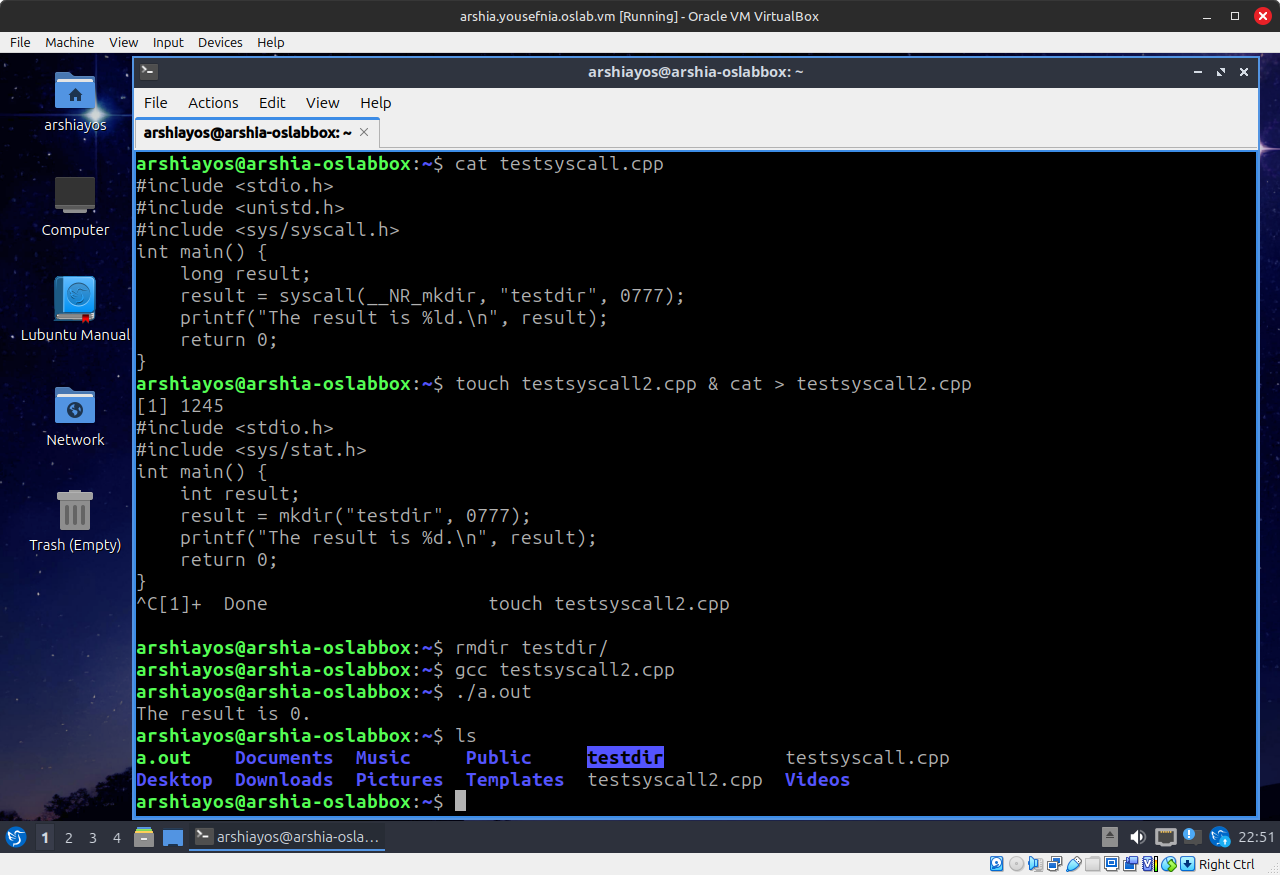 arshia.yousefnia.oslab.vm [Running] - Oracle VM VirtualBox
File Machine View Input Devices Help
arshiayos@arshia-oslabbox: ~
File Actions Edit View Help
arshiayos@arshia-oslabbox: ~ ×
arshiayos
Computer
Lubuntu Manual
Network
Trash (Empty)
arshiayos@arshia-oslabbox:~$ cat testsyscall.cpp
#include <stdio.h>
#include <unistd.h>
#include <sys/syscall.h>
int main() {
    long result;
    result = syscall(__NR_mkdir, "testdir", 0777);
    printf("The result is %ld.\n", result);
    return 0;
}
arshiayos@arshia-oslabbox:~$ touch testsyscall2.cpp & cat > testsyscall2.cpp
[1] 1245
#include <stdio.h>
#include <sys/stat.h>
int main() {
    int result;
    result = mkdir("testdir", 0777);
    printf("The result is %d.\n", result);
    return 0;
}
^C[1]+  Done                    touch testsyscall2.cpp
arshiayos@arshia-oslabbox:~$ rmdir testdir/
arshiayos@arshia-oslabbox:~$ gcc testsyscall2.cpp
arshiayos@arshia-oslabbox:~$ ./a.out
The result is 0.
arshiayos@arshia-oslabbox:~$ ls
a.out    Documents  Music     Public     testdir           testsyscall.cpp
Desktop  Downloads  Pictures  Templates  testsyscall2.cpp  Videos
arshiayos@arshia-oslabbox:~$
1 2 3 4 arshiayos@arshia-osla... 22:51
Right Ctrl